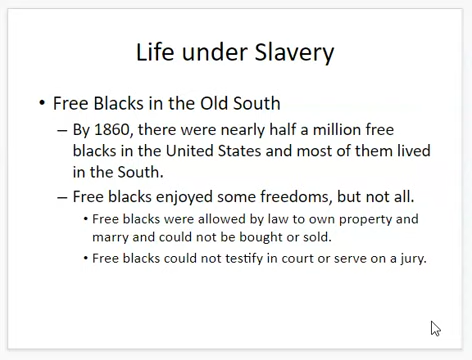 Life under Slavery
• Free Blacks in the Old South
– By 1860, there were nearly half a million free
blacks in the United States and most of them lived
in the South.
– Free blacks enjoyed some freedoms, but not all.
• Free blacks were allowed by law to own property and
marry and could not be bought or sold.
• Free blacks could not testify in court or serve on a jury.